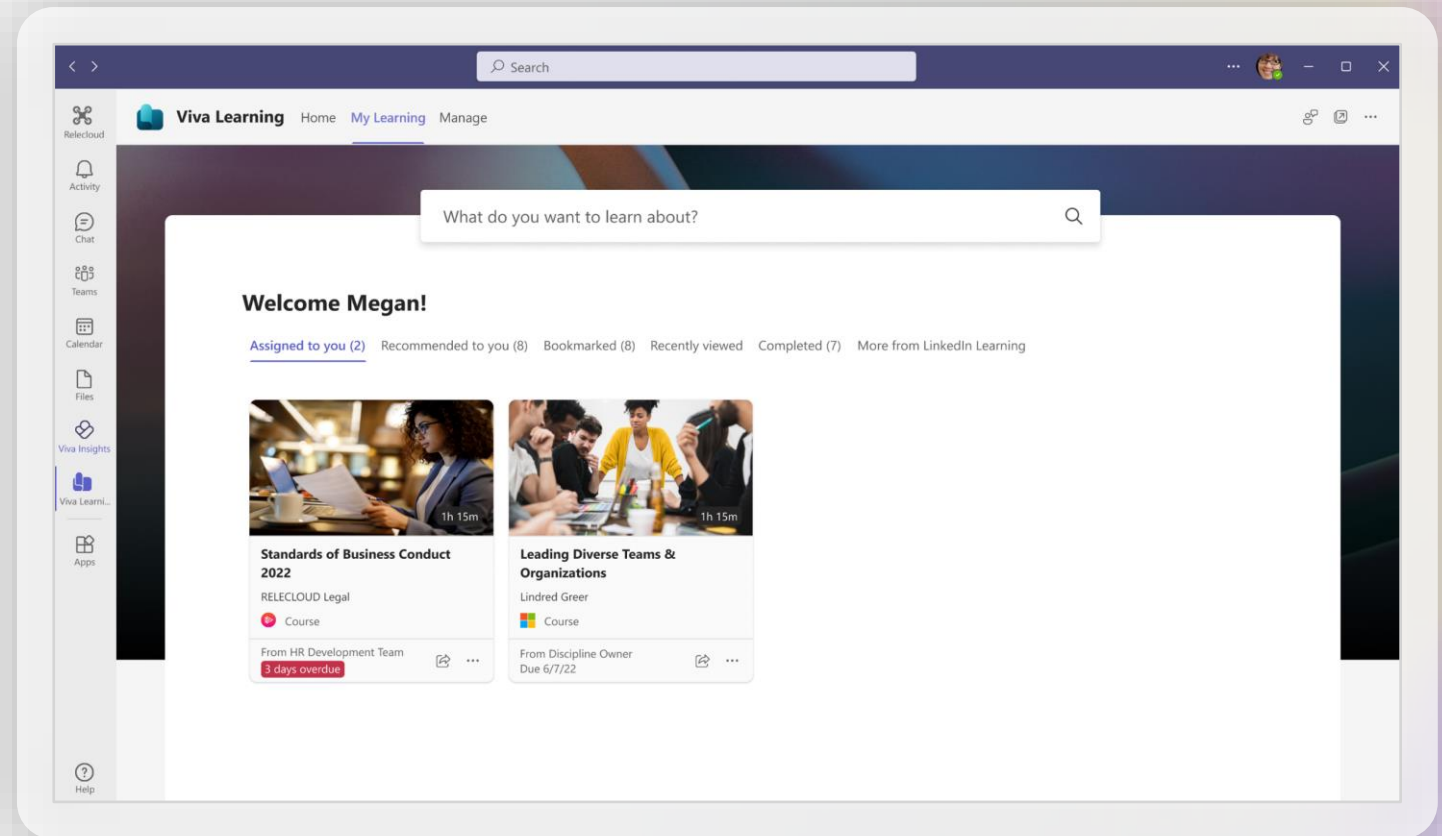 Search
Relecloud
Activity
Chat
Teams
Calendar
Files
Viva Insights
Viva Learni...
Apps
Help
Viva Learning Home My Learning Manage
What do you want to learn about?
Welcome Megan!
Assigned to you (2) Recommended to you (8) Bookmarked (8) Recently viewed Completed (7) More from LinkedIn Learning
1h 15m
Standards of Business Conduct
2022
RELECLOUD Legal
Course
From HR Development Team
3 days overdue
1h 15m
Leading Diverse Teams &
Organizations
Lindred Greer
Course
From Discipline Owner
Due 6/7/22